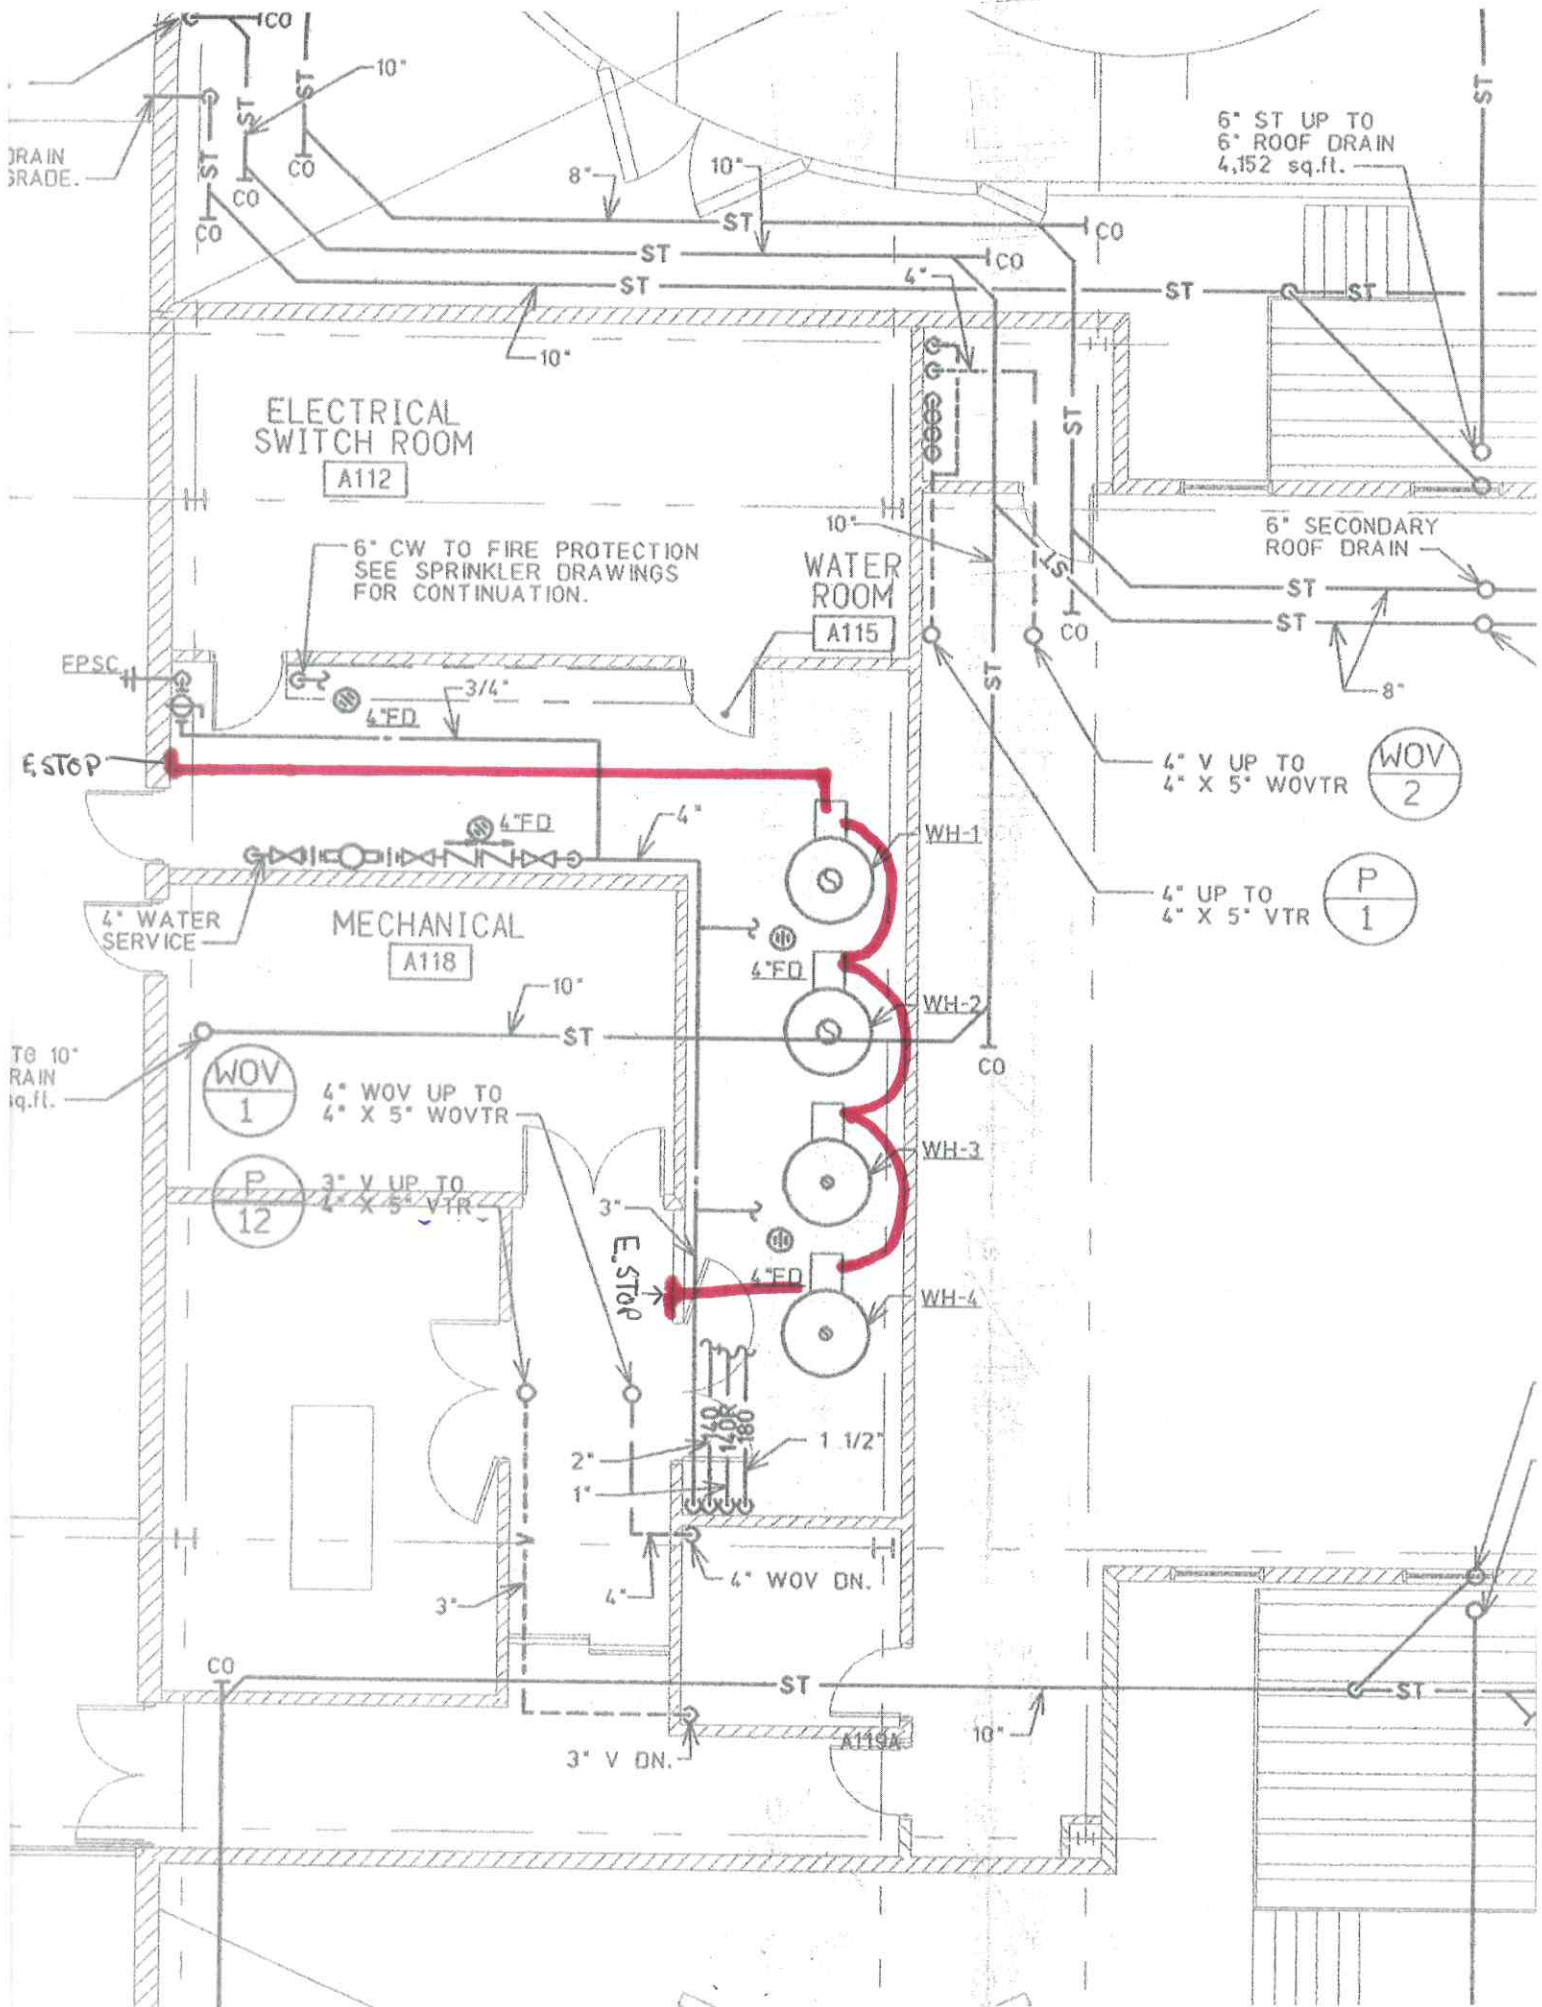 CO
10"
ST
ST
DRAIN
GRADE.
ST
CO
CO
CO
8"
10"
ST
CO
ST
CO
ST
4"
ST
ST
10"
6" ST UP TO
6" ROOF DRAIN
4,152 sq.ft.
ST
ELECTRICAL
SWITCH ROOM
A112
4"
ST
6" CW TO FIRE PROTECTION
SEE SPRINKLER DRAWINGS
FOR CONTINUATION.
10"
WATER
ROOM
A115
6" SECONDARY
ROOF DRAIN
ST
ST
ST
CO
8"
ST
EPSC
3/4"
4"FD
E.STOP
4" V UP TO
4" X 5" WOVTR
WOV
2
4"FD
4"
WH-1
4" UP TO
4" X 5" VTR
P
1
4" WATER
SERVICE
MECHANICAL
A118
4"FD
10"
ST
WH-2
CO
TO 10"
RAIN
sq.ft.
WOV
1
4" WOV UP TO
4" X 5" WOVTR
WH-3
P
12
3" V UP TO
4" X 5" VTR
3"
E.STOP
4"FD
WH-4
140
140R
180
2"
1"
1 1/2"
V
3"
4"
4" WOV DN.
CO
ST
ST
10"
A119A
3" V DN.